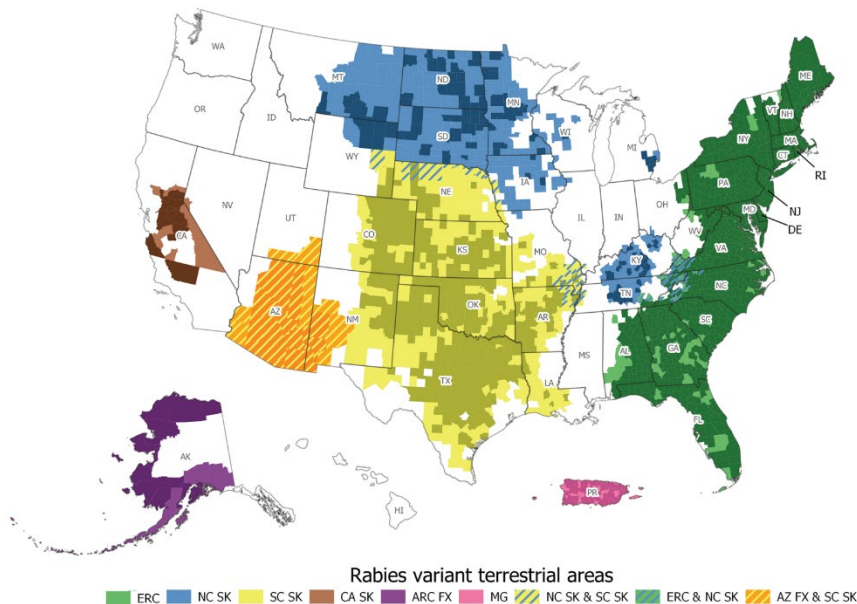 WA
MT
ND
MN
ME
OR
ID
SD
WI
MI
VT
NH
NY
MA
CT
RI
WY
IA
PA
NJ
NE
OH
MD
DE
NV
UT
CO
IL
IN
WV
VA
CA
KS
MO
KY
AZ
NM
OK
AR
TN
NC
SC
TX
LA
MS
AL
GA
FL
AK
HI
PR
Rabies variant terrestrial areas
ERC NC SK SC SK CA SK ARC FX MG NC SK & SC SK ERC & NC SK AZ FX & SC SK